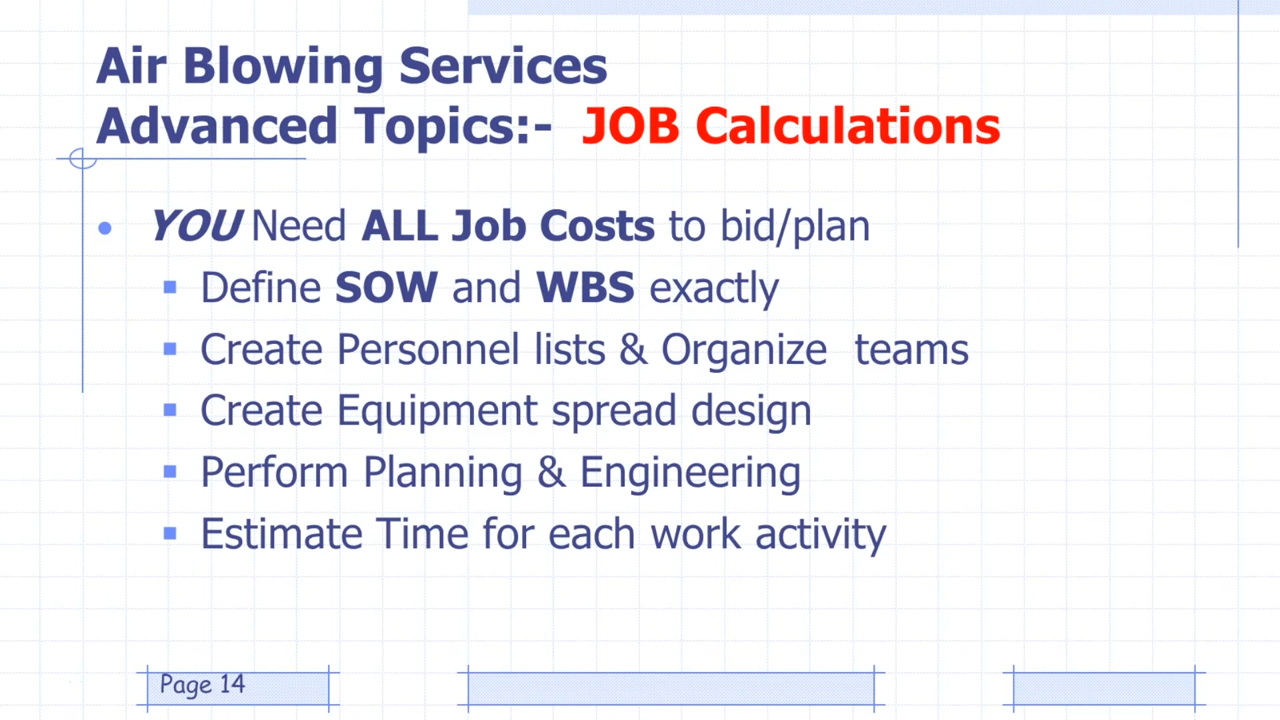 Air Blowing Services
Advanced Topics:- JOB Calculations
• YOU Need ALL Job Costs to bid/plan
▪ Define SOW and WBS exactly
▪ Create Personnel lists & Organize teams
▪ Create Equipment spread design
▪ Perform Planning & Engineering
▪ Estimate Time for each work activity
Page 14